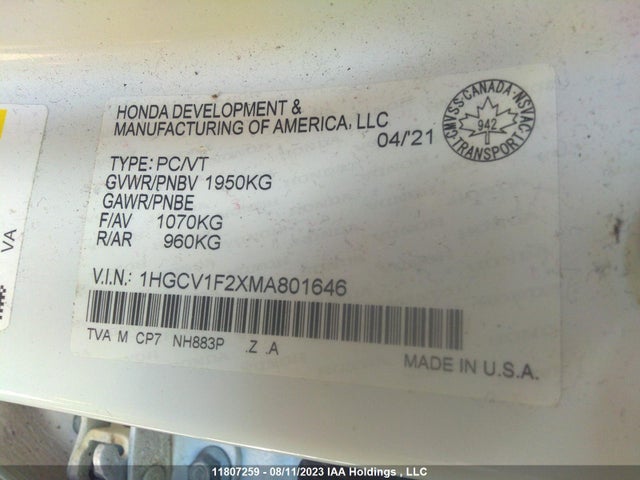 HONDA DEVELOPMENT &
MANUFACTURING OF AMERICA, LLC
04/'21
CMVSS-CANADA-NSVAC
942
TRANSPORT
TYPE: PC/VT
GVWR/PNBV 1950KG
GAWR/PNBE
F/AV 1070KG
R/AR 960KG
V.I.N.: 1HGCV1F2XMA801646
TVA M CP7 NH883P .Z .A
MADE IN U.S.A.
VA
11807259 - 08/11/2023 IAA Holdings , LLC